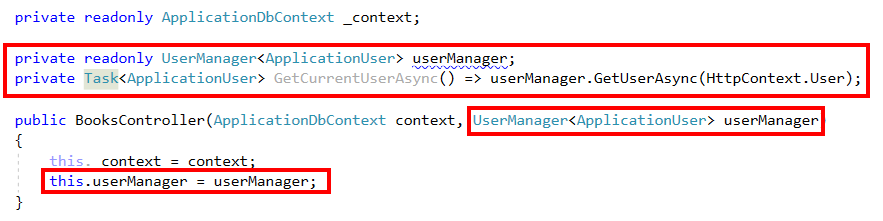 private readonly ApplicationDbContext _context;
private readonly UserManager<ApplicationUser> userManager;
private Task<ApplicationUser> GetCurrentUserAsync() => userManager.GetUserAsync(HttpContext.User);
public BooksController(ApplicationDbContext context, UserManager<ApplicationUser> userManager
{
this. context = context;
this.userManager = userManager;
}